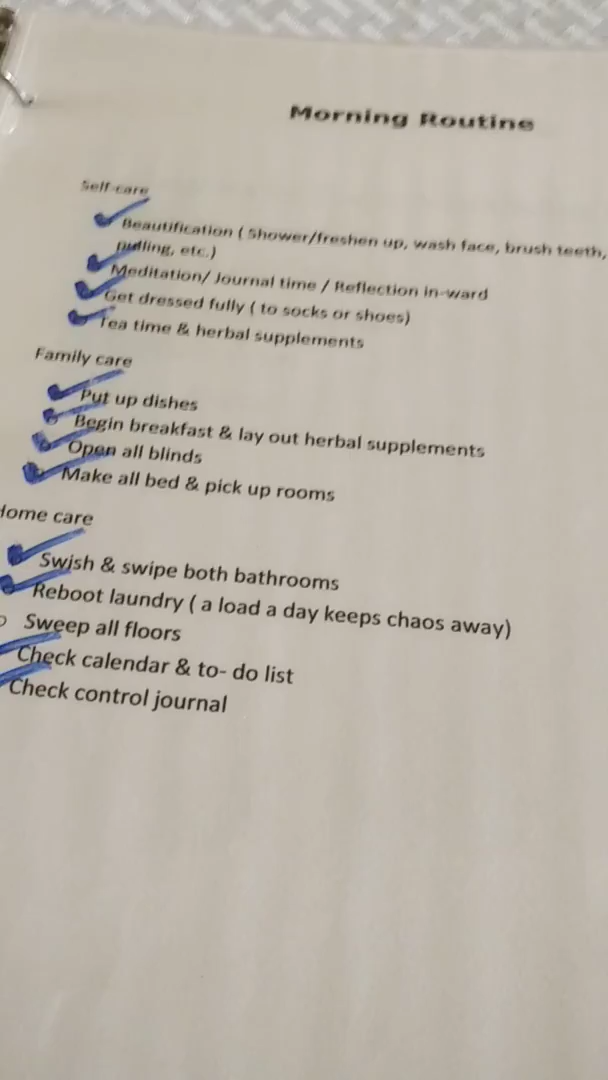 Morning Routine
Self-care
Beautification ( Shower/freshen up, wash face, brush teeth,
pulling, etc.)
Meditation/ Journal time / Reflection in-ward
Get dressed fully ( to socks or shoes)
Tea time & herbal supplements
Family care
Put up dishes
Begin breakfast & lay out herbal supplements
Open all blinds
Make all bed & pick up rooms
Home care
Swish & swipe both bathrooms
Reboot laundry ( a load a day keeps chaos away)
Sweep all floors
Check calendar & to- do list
Check control journal